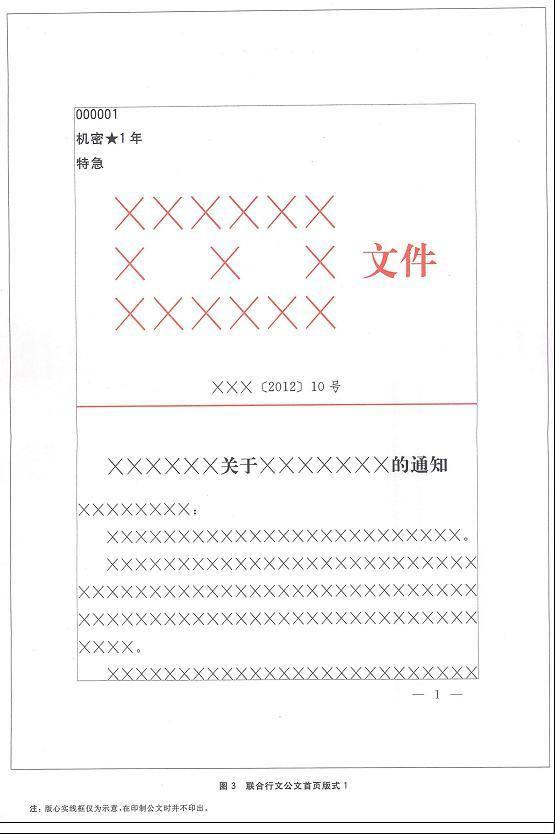 000001
机密★1 年
特急
××××××
× × × 文件
××××××
×××〔2012〕10 号
××××××关于×××××××的通知
××××××××：
×××××××××××××××××××××××××。
××××××××××××××××××××××××××
××××××××××××××××××××××××××××
××××××××××××××××××××××××××××
××××。
××××××××××××××××××××××××××
— 1 —
图 3 联合行文公文首页版式 1
注：版心实线框仅为示意，在印制公文时并不印出。